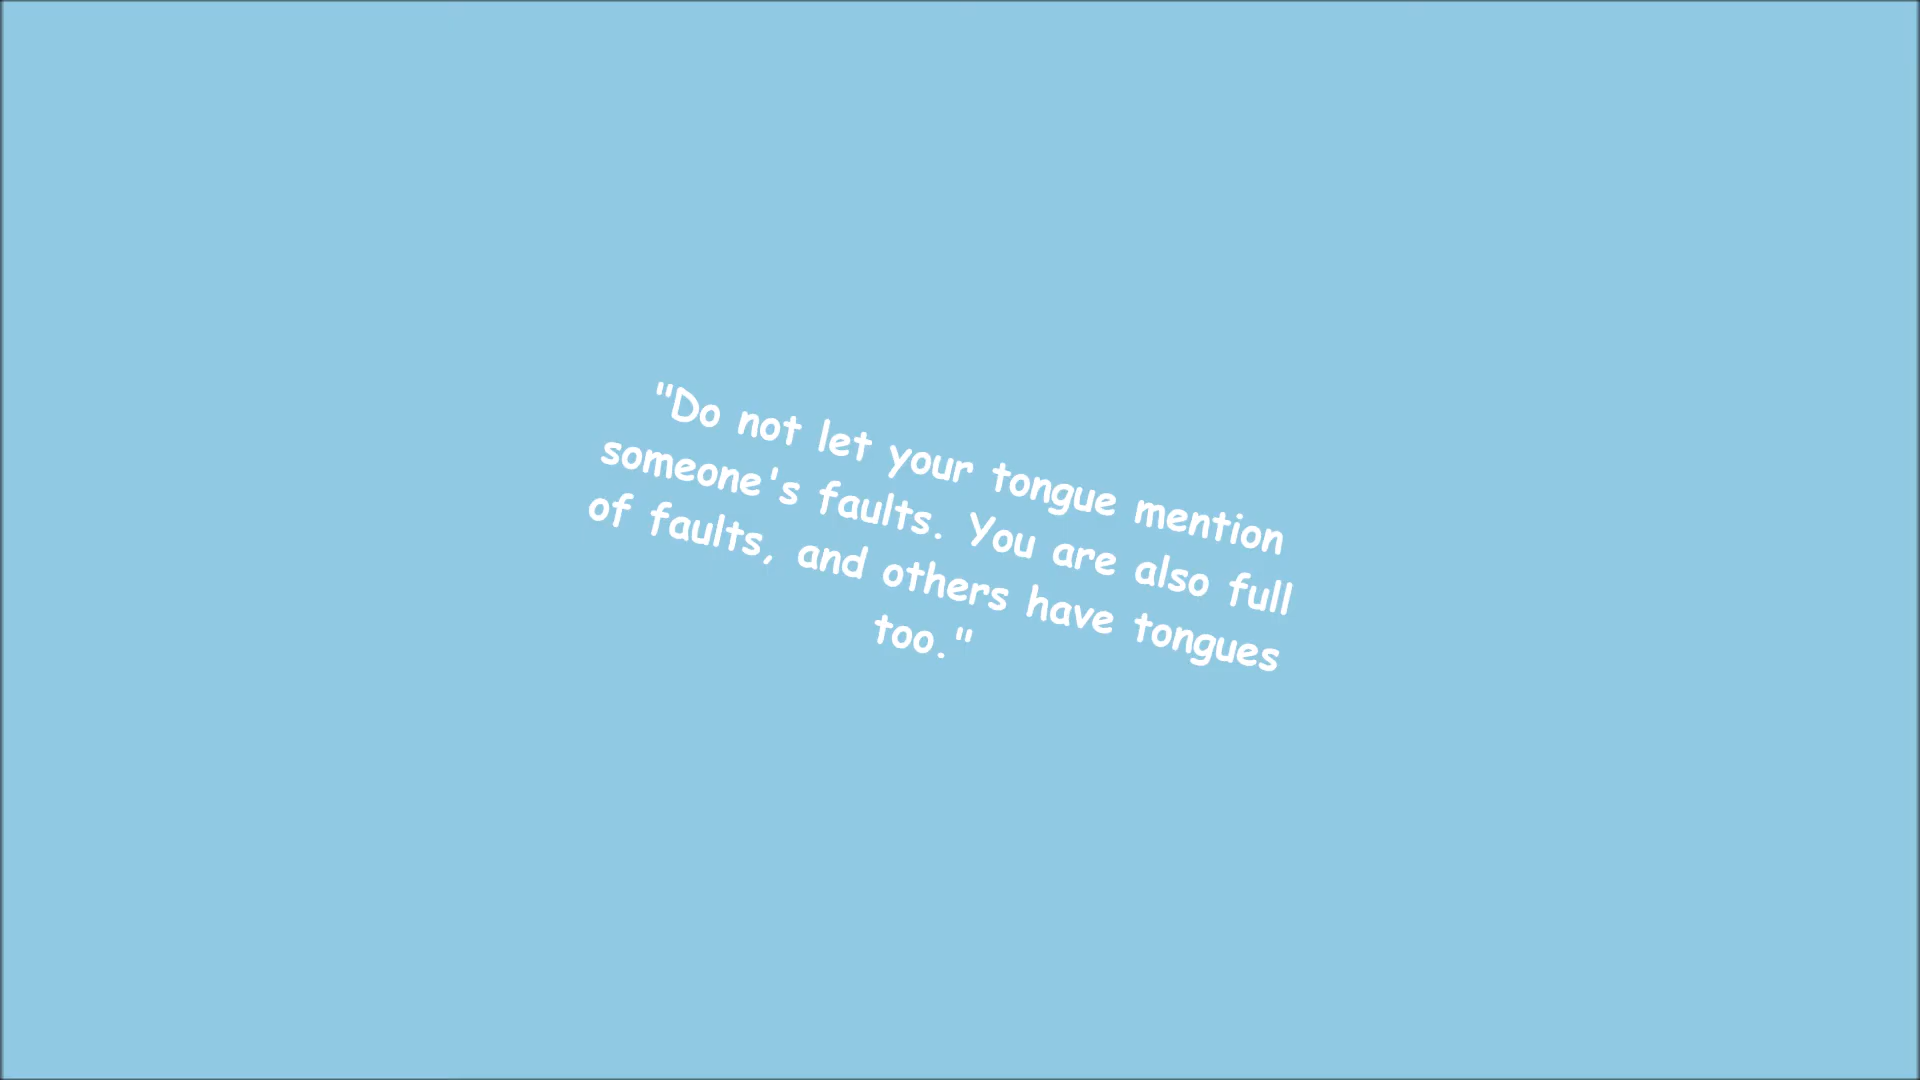 "Do not let your tongue mention
someone's faults. You are also full
of faults, and others have tongues
too."